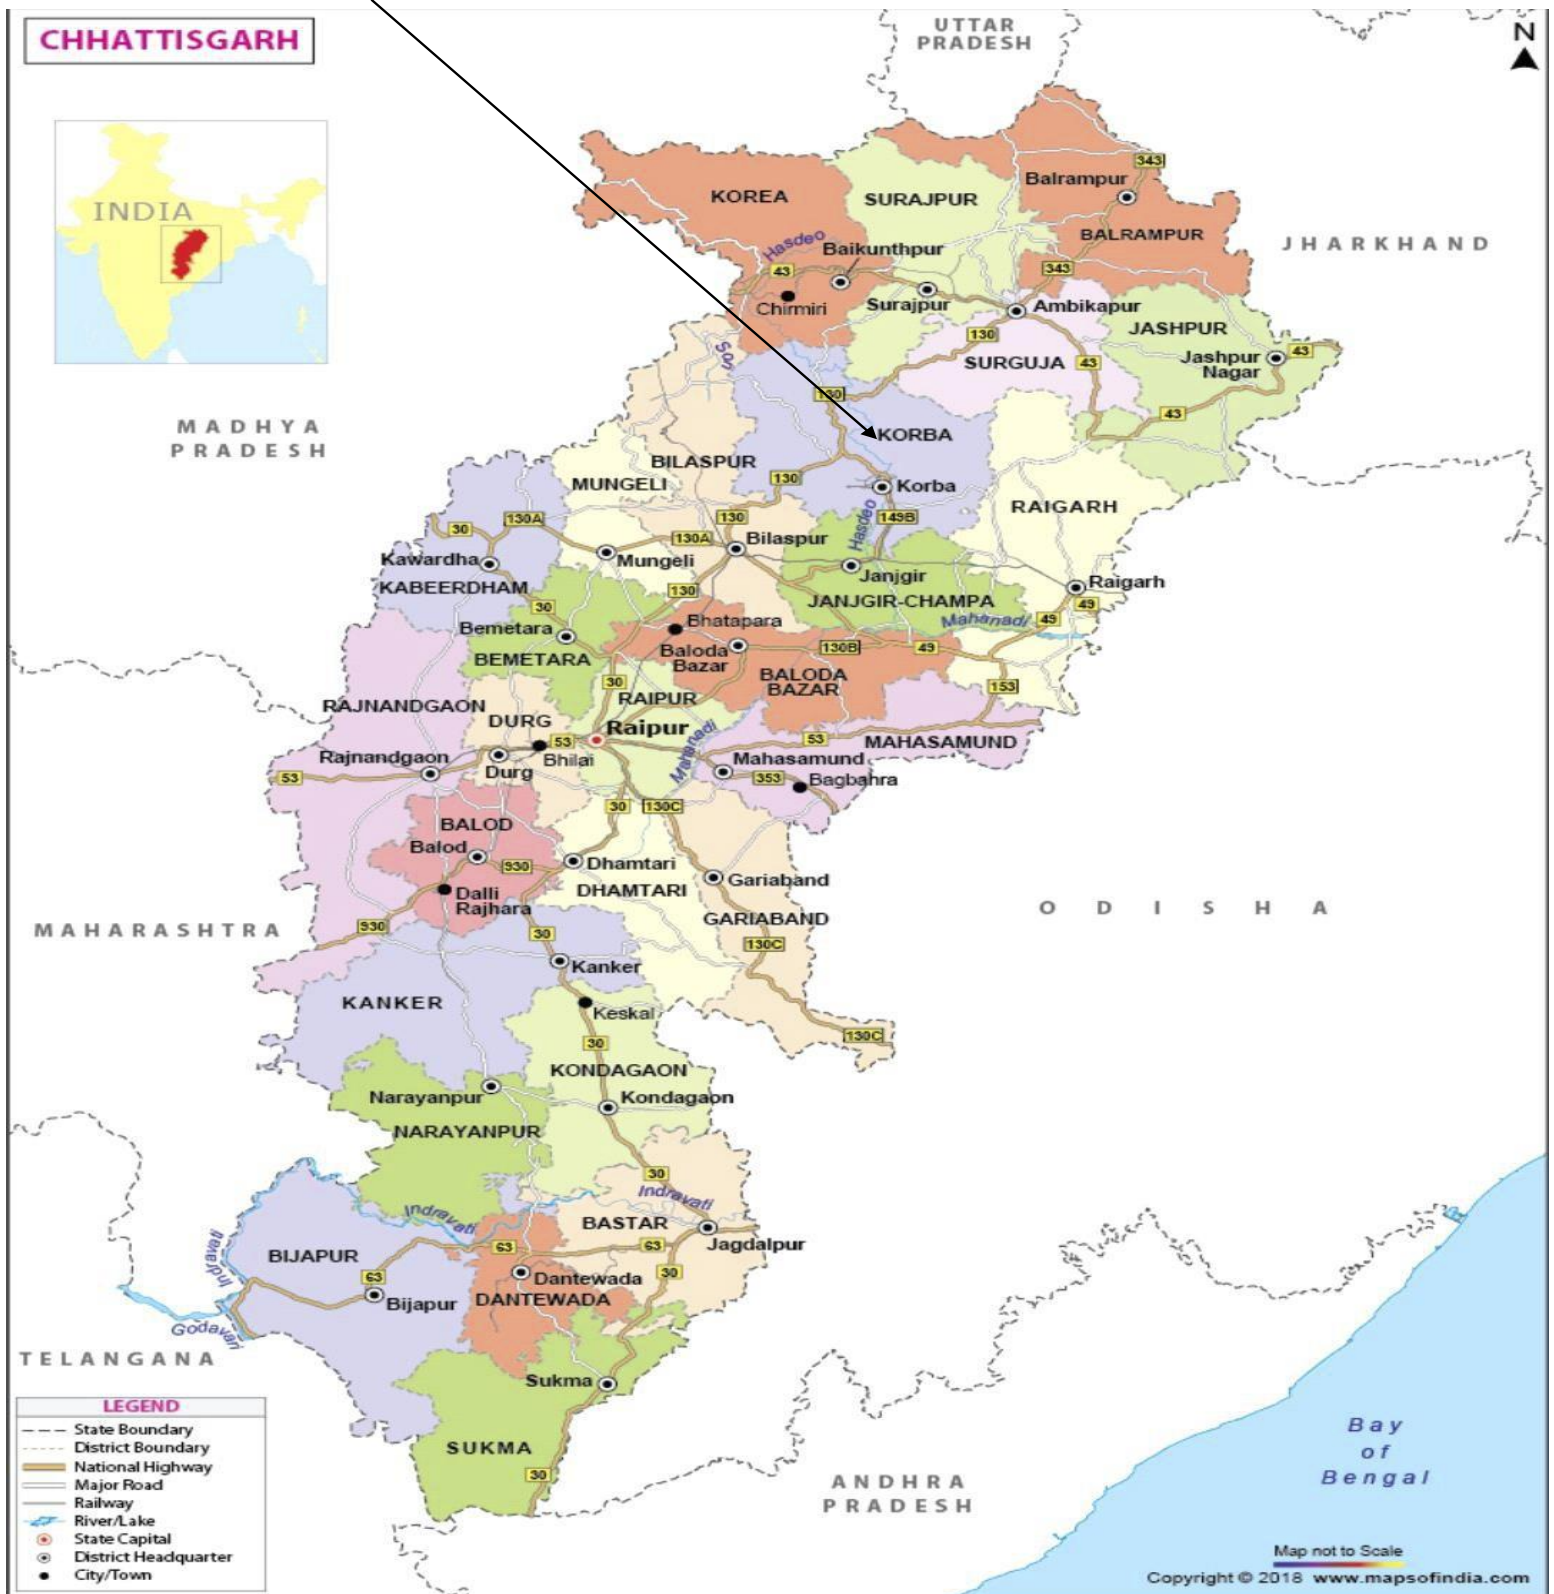 CHHATTISGARH
UTTAR
PRADESH
N
INDIA
KOREA
SURAJPUR
343
Balrampur
BALRAMPUR
JHARKHAND
Hasdeo
Baikunthpur
43
343
Chirmiri
Surajpur
Ambikapur
JASHPUR
130
Son
SURGUJA
43
Jashpur
Nagar
43
130
43
MADHYA
PRADESH
KORBA
BILASPUR
MUNGELI
130
Korba
RAIGARH
30
130A
130
149B
130A
Bilaspur
Hasdeo
Kawardha
Mungeli
Janjgir
Raigarh
KABEERDHAM
130
JANJGIR-CHAMPA
49
30
Bhatapara
Mahanadi
49
Bemetara
Baloda
Bazar
130B
49
BEMETARA
BALODA
BAZAR
30
RAIPUR
153
RAJNANDGAON
DURG
Raipur
53
Mahanadi
53
MAHASAMUND
Rajnandgaon
Durg
Bhilai
Mahasamund
53
353
Bagbahra
30
130C
BALOD
Balod
930
Dhamtari
Gariaband
Dalli
Rajhara
DHAMTARI
ODISHA
GARIABAND
MAHARASHTRA
930
30
130C
Kanker
KANKER
Keskal
130C
30
KONDAGAON
Narayanpur
Kondagaon
NARAYANPUR
30
Indravati
Indravati
BASTAR
Indravati
BIJAPUR
63
63
Jagdalpur
63
30
Dantewada
Bijapur
DANTEWADA
Godavari
TELANGANA
Sukma
LEGEND
State Boundary
District Boundary
National Highway
Major Road
Railway
River/Lake
State Capital
District Headquarter
City/Town
SUKMA
30
ANDHRA
PRADESH
Bay
of
Bengal
Map not to Scale
Copyright © 2018 www.mapsofindia.com